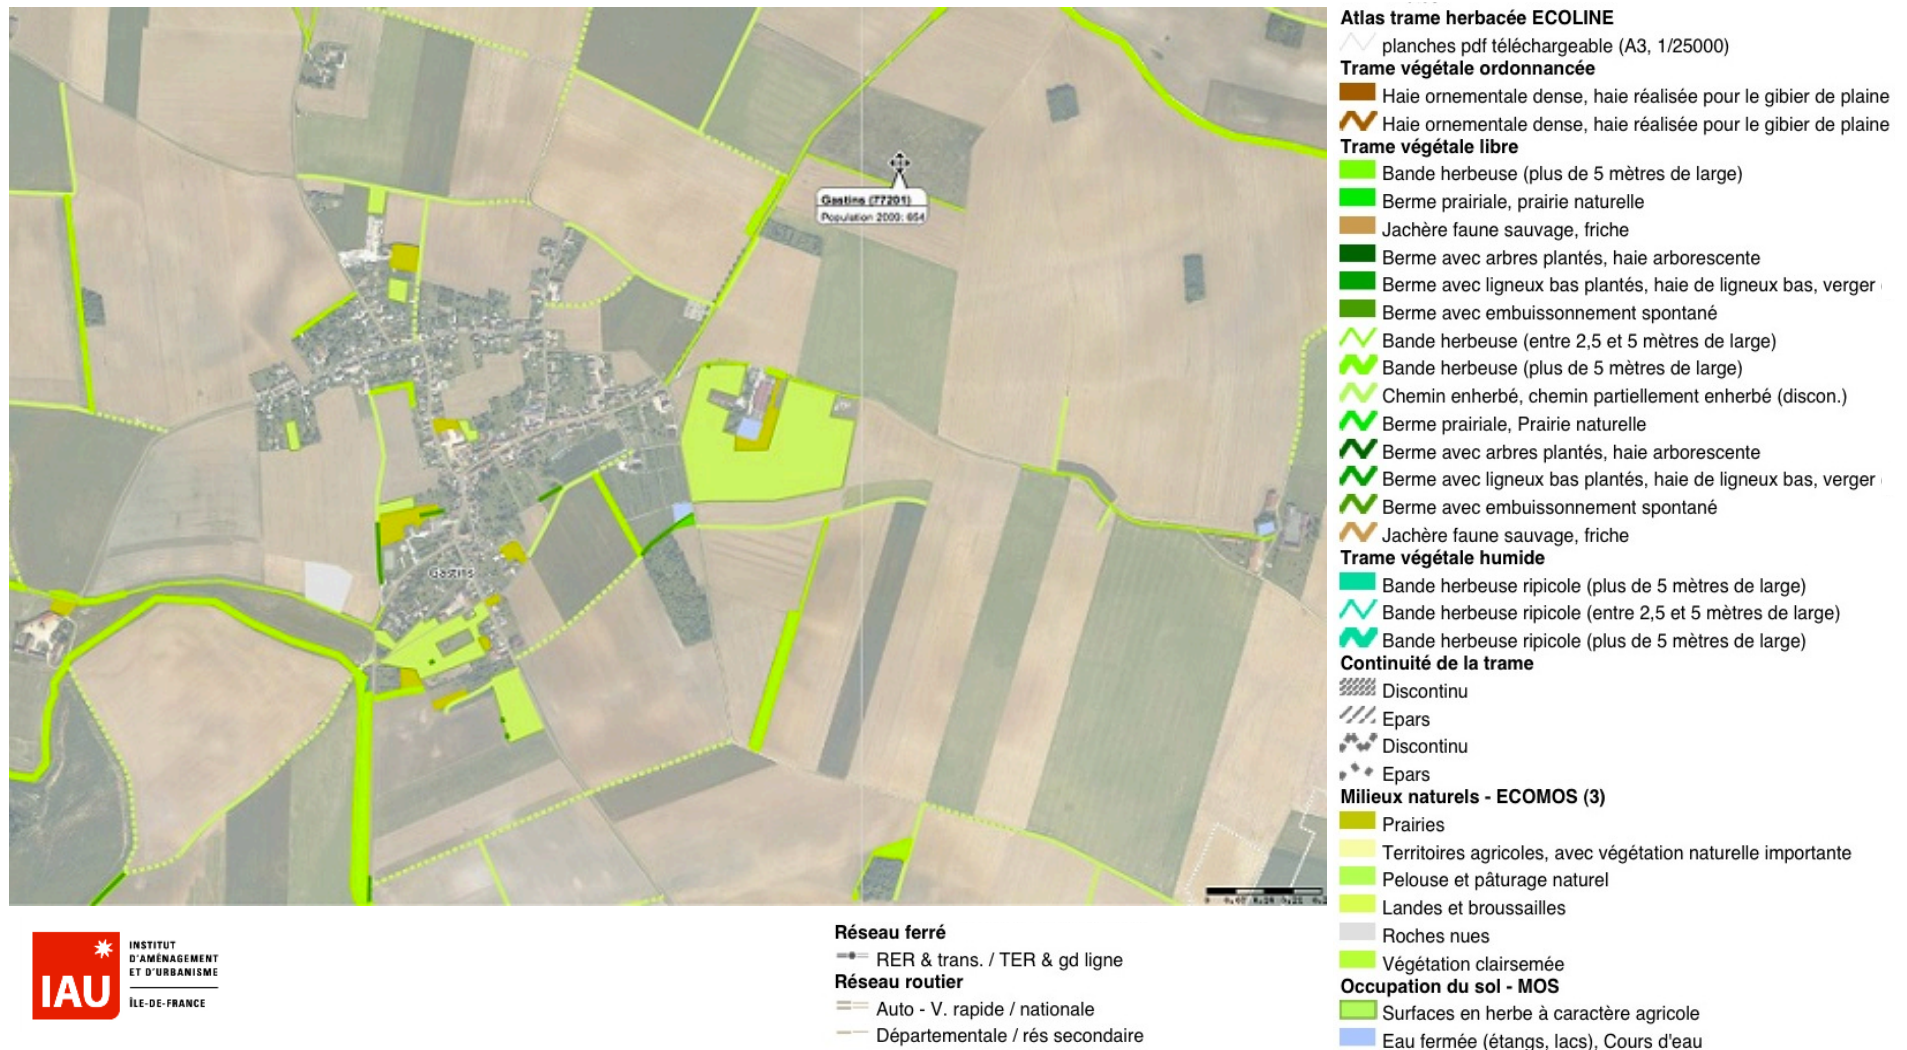 Gastins (77201)
Population 2009: 654
Gastins
INSTITUT
D'AMÉNAGEMENT
ET D'URBANISME
ÎLE-DE-FRANCE
IAU
Réseau ferré
RER & trans. / TER & gd ligne
Réseau routier
Auto - V. rapide / nationale
Départementale / rés secondaire
Atlas trame herbacée ECOLINE
planches pdf téléchargeable (A3, 1/25000)
Trame végétale ordonnancée
Haie ornementale dense, haie réalisée pour le gibier de plaine
Haie ornementale dense, haie réalisée pour le gibier de plaine
Trame végétale libre
Bande herbeuse (plus de 5 mètres de large)
Berme prairiale, prairie naturelle
Jachère faune sauvage, friche
Berme avec arbres plantés, haie arborescente
Berme avec ligneux bas plantés, haie de ligneux bas, verger
Berme avec embuissonnement spontané
Bande herbeuse (entre 2,5 et 5 mètres de large)
Bande herbeuse (plus de 5 mètres de large)
Chemin enherbé, chemin partiellement enherbé (discon.)
Berme prairiale, Prairie naturelle
Berme avec arbres plantés, haie arborescente
Berme avec ligneux bas plantés, haie de ligneux bas, verger
Berme avec embuissonnement spontané
Jachère faune sauvage, friche
Trame végétale humide
Bande herbeuse ripicole (plus de 5 mètres de large)
Bande herbeuse ripicole (entre 2,5 et 5 mètres de large)
Bande herbeuse ripicole (plus de 5 mètres de large)
Continuité de la trame
Discontinu
Epars
Discontinu
Epars
Milieux naturels - ECOMOS (3)
Prairies
Territoires agricoles, avec végétation naturelle importante
Pelouse et pâturage naturel
Landes et broussailles
Roches nues
Végétation clairsemée
Occupation du sol - MOS
Surfaces en herbe à caractère agricole
Eau fermée (étangs, lacs), Cours d'eau